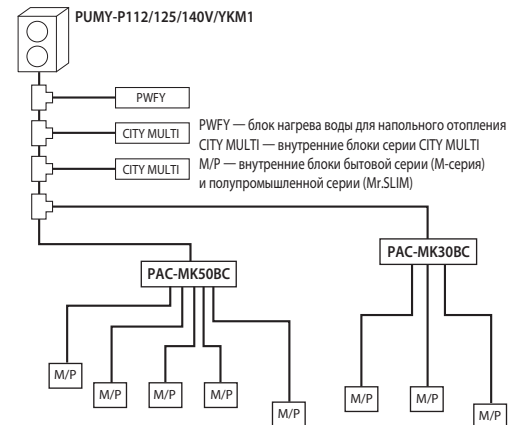 PUMY-P112/125/140V/YKM1
PWFY
CITY MULTI
CITY MULTI
PWFY — блок нагрева воды для напольного отопления
CITY MULTI — внутренние блоки серии CITY MULTI
M/P — внутренние блоки бытовой серии (М-серия)
и полупромышленной серии (Mr.SLIM)
PAC-MK50BC
PAC-MK30BC
M/P
M/P
M/P
M/P
M/P
M/P
M/P
M/P